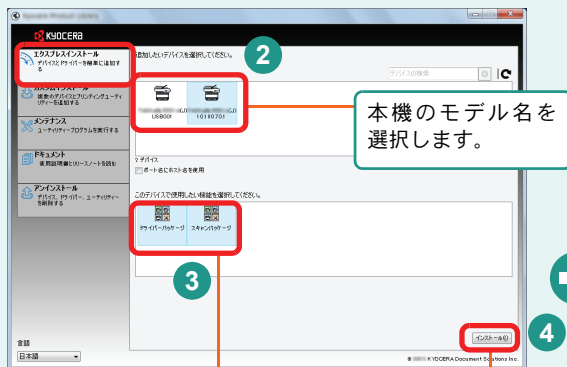 KYOCERA
エクスプレスインストール
デバイスとドライバーを簡単に追加す
る
カスタムインストール
複数のデバイスとプリンティングユーティ
リティーを追加する
メンテナンス
ユーティリティープログラムを実行する
ドキュメント
使用説明書とリリースノートを読む
アンインストール
デバイス、ドライバー、ユーティリティー
を削除する
追加したいデバイスを選択してください。
2
デバイスの検索
USB001
10180701
本機のモデル名を
選択します。
2 デバイス
ポート名にホスト名を使用
このデバイスで使用したい機能を選択してください。
ドライバーパッケージ
スキャンパッケージ
3
インストール(I)
4
言語
日本語
KYOCERA Document Solutions Inc.